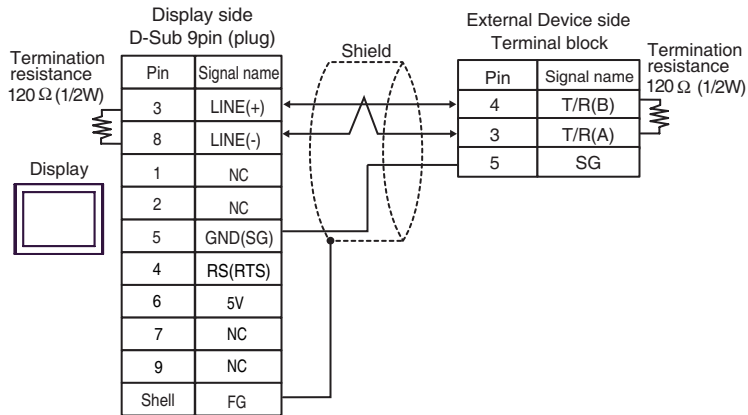 Display side
D-Sub 9pin (plug)
External Device side
Terminal block
Shield
Termination
resistance
120 Ω (1/2W)
Termination
resistance
120 Ω (1/2W)
Display
Pin Signal name
3 LINE(+)
8 LINE(-)
1 NC
2 NC
5 GND(SG)
4 RS(RTS)
6 5V
7 NC
9 NC
Shell FG
Pin Signal name
4 T/R(B)
3 T/R(A)
5 SG